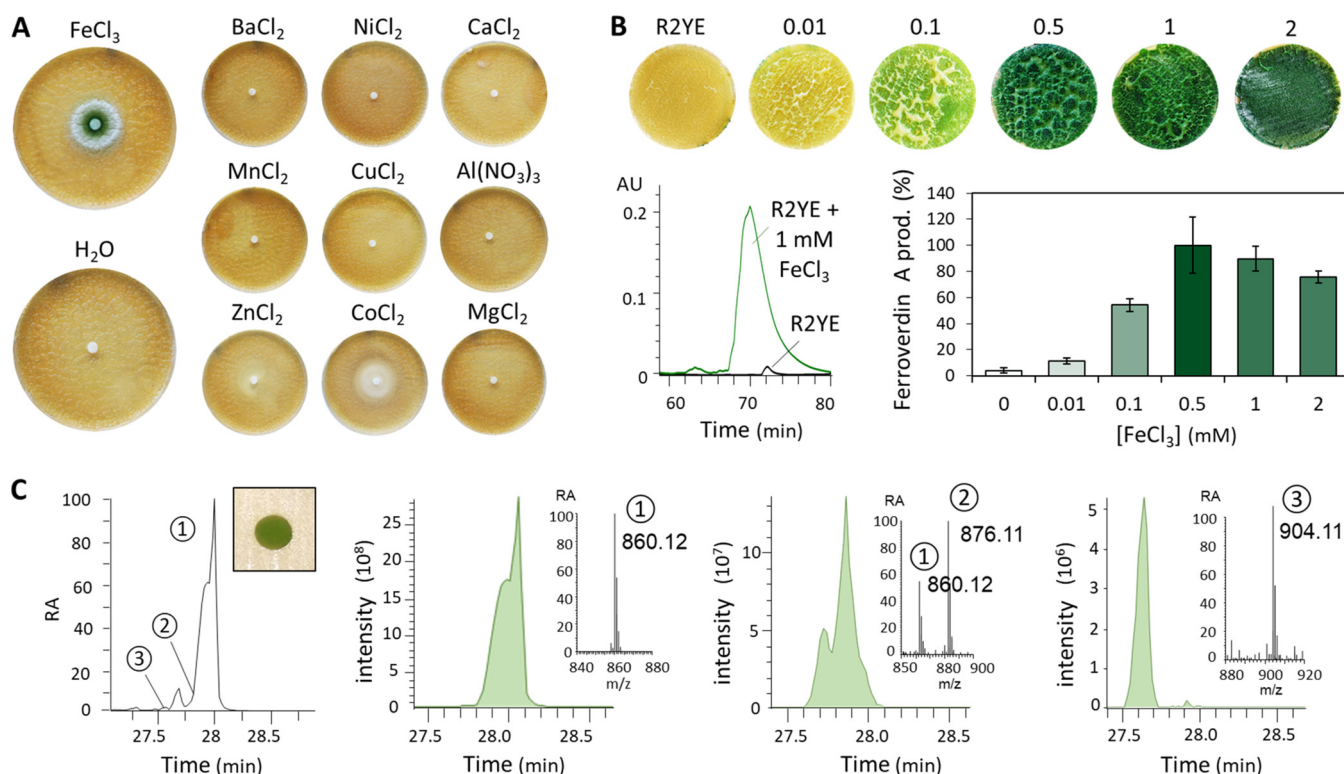 A
FeCl3
BaCl2
NiCl2
CaCl2
MnCl2
CuCl2
Al(NO3)3
H2O
ZnCl2
CoCl2
MgCl2
B
R2YE
0.01
0.1
0.5
1
2
AU
0.2
0.1
0
R2YE +
1 mM
FeCl3
R2YE
60
70
80
Time (min)
Ferroverdin A prod. (%)
140
120
100
80
60
40
20
0
0
0.01
0.1
0.5
1
2
[FeCl3] (mM)
C
RA
100
80
60
40
20
0
1
2
3
27.5
28
28.5
Time (min)
intensity (10^8)
25
20
15
10
5
0
27.5
28.0
28.5
Time (min)
RA
100
80
60
40
20
0
1
860.12
840
860
880
m/z
intensity (10^7)
10
5
0
27.5
28.0
28.5
Time (min)
RA
100
80
60
40
20
0
2
876.11
1
860.12
850
880
900
m/z
intensity (10^6)
5
4
3
2
1
0
27.5
28.0
28.5
Time (min)
RA
100
80
60
40
20
0
3
904.11
880
900
920
m/z